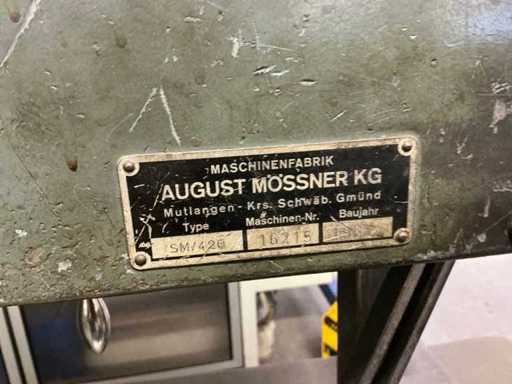 MASCHINENFABRIK
AUGUST MÖSSNER KG
Mutlangen - Krs. Schwäb. Gmünd
Type Maschinen-Nr. Baujahr
SM/420 16215